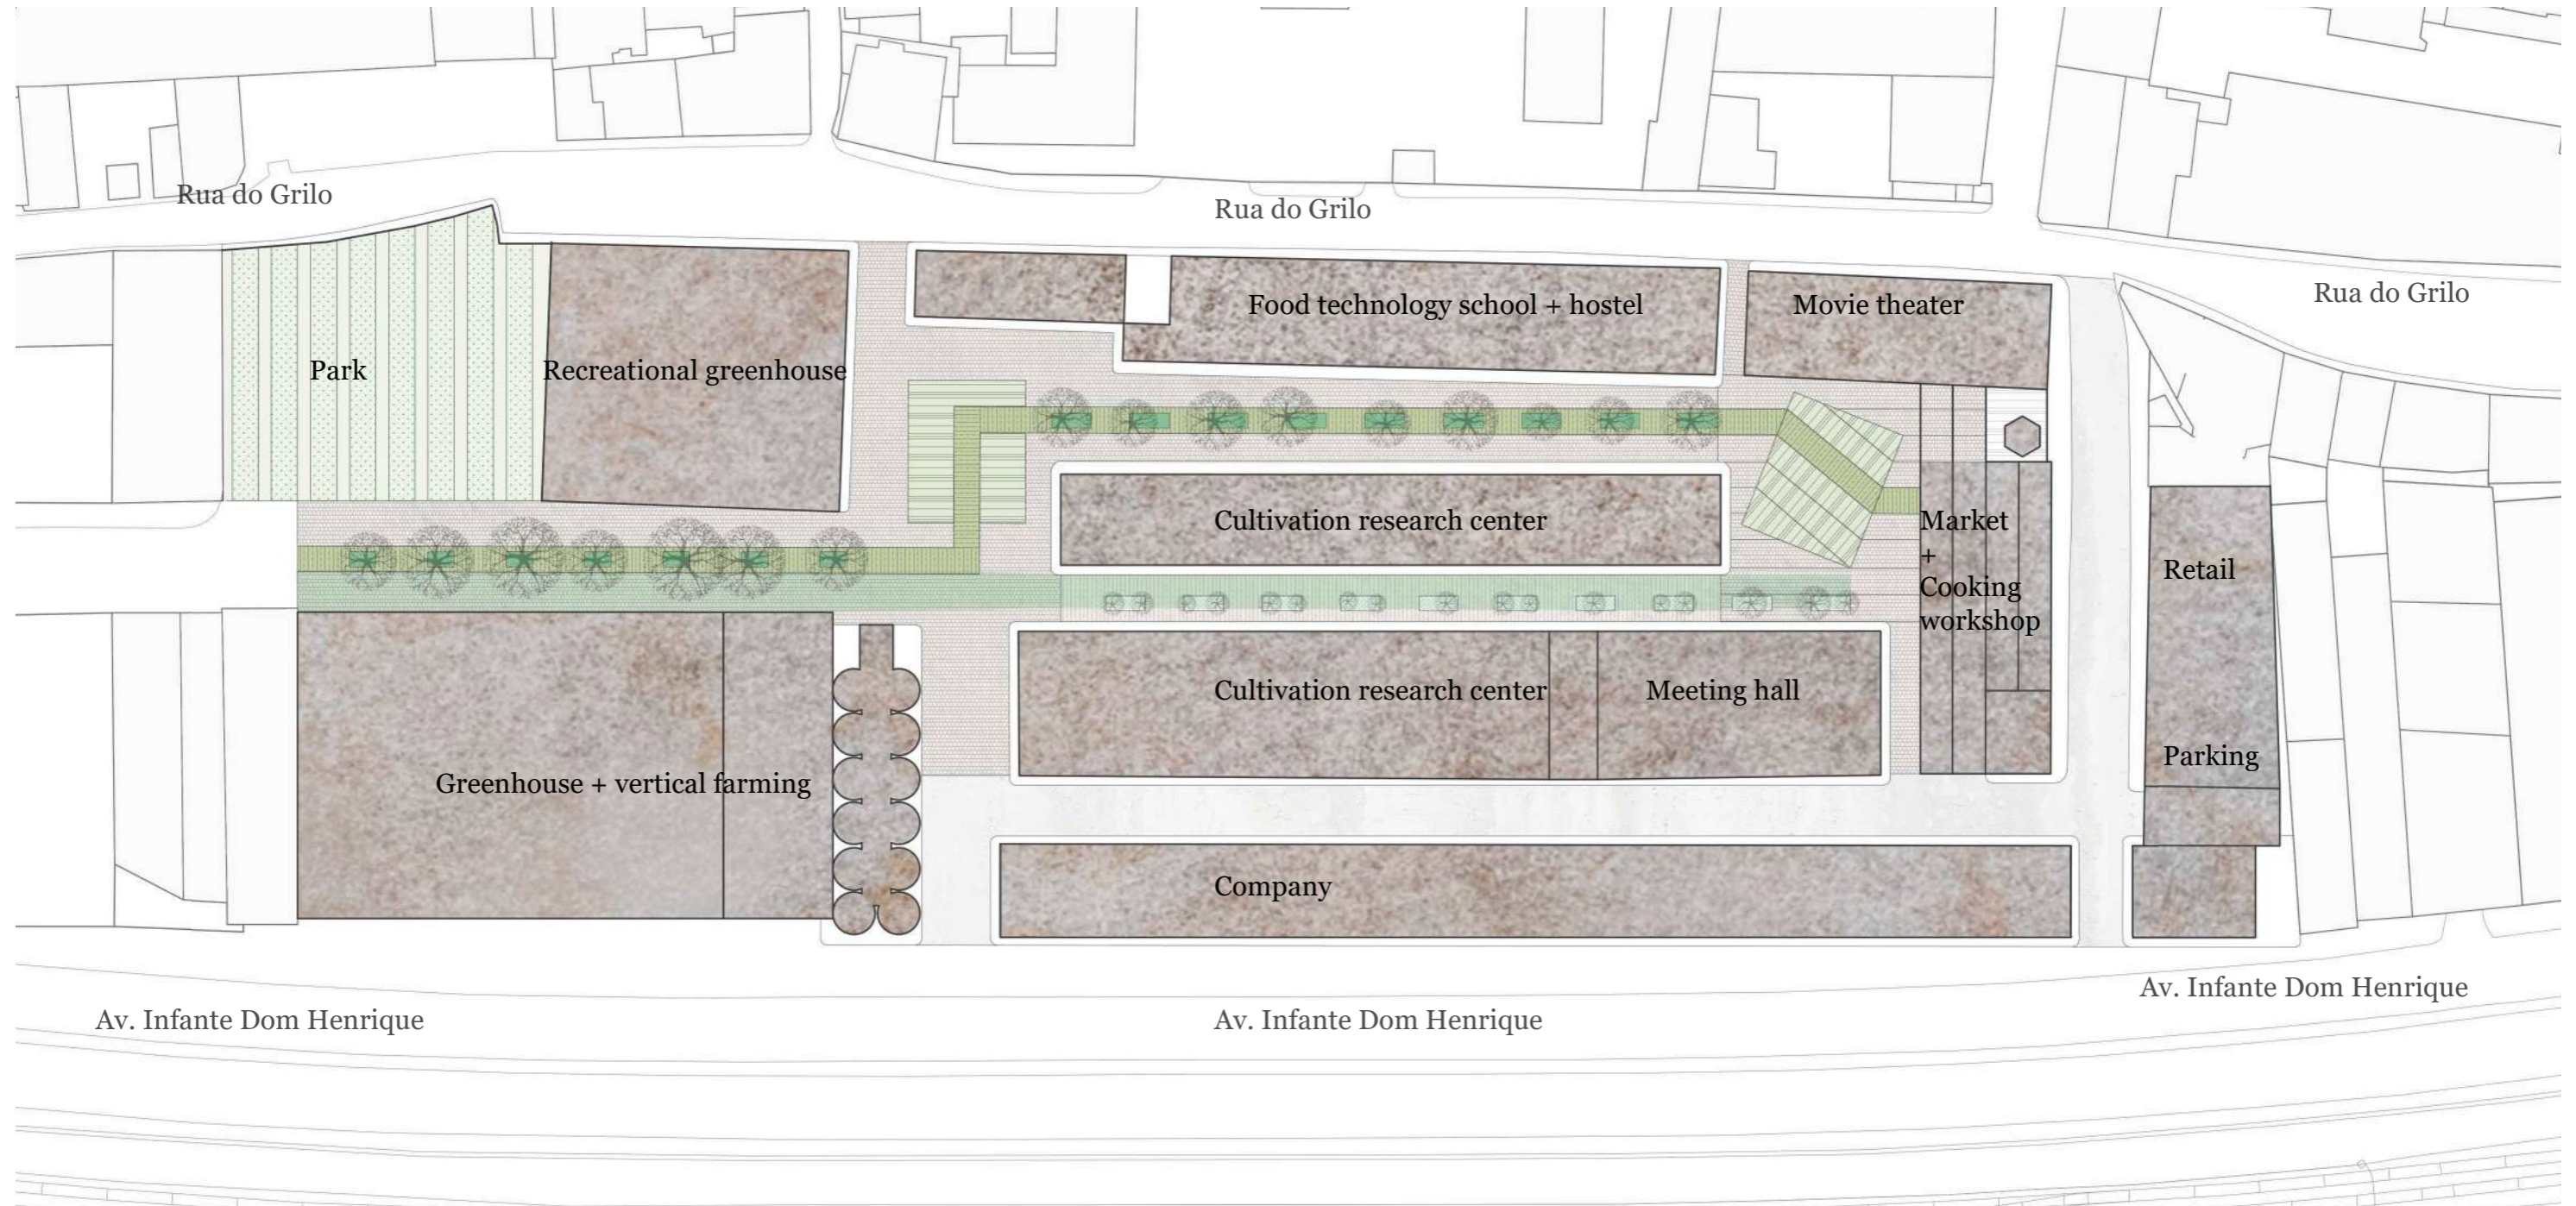 Rua do Grilo
Rua do Grilo
Rua do Grilo
Food technology school + hostel
Movie theater
Park
Recreational greenhouse
Cultivation research center
Market
+
Cooking
workshop
Retail
Cultivation research center
Meeting hall
Parking
Greenhouse + vertical farming
Company
Av. Infante Dom Henrique
Av. Infante Dom Henrique
Av. Infante Dom Henrique